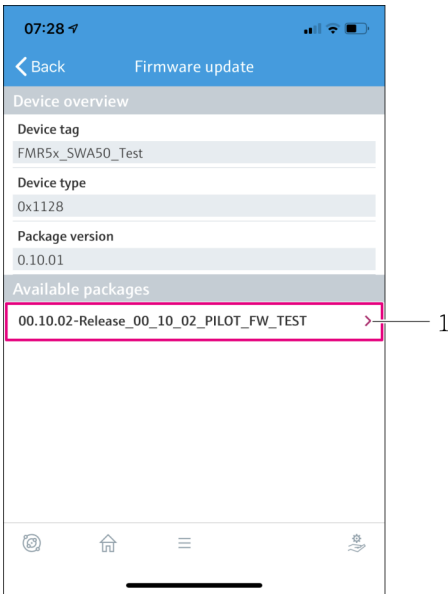 07:28
Back
Firmware update
Device overview
Device tag
FMR5x_SWA50_Test
Device type
0x1128
Package version
0.10.01
Available packages
00.10.02-Release_00_10_02_PILOT_FW_TEST
1